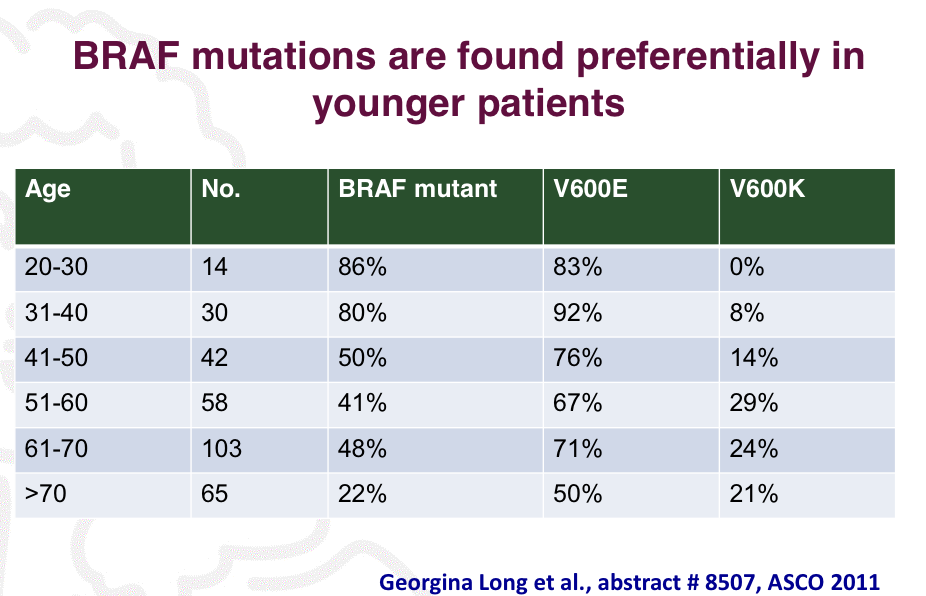 BRAF mutations are found preferentially in
younger patients
Age No. BRAF mutant V600E V600K
20-30 14 86% 83% 0%
31-40 30 80% 92% 8%
41-50 42 50% 76% 14%
51-60 58 41% 67% 29%
61-70 103 48% 71% 24%
>70 65 22% 50% 21%
Georgina Long et al., abstract # 8507, ASCO 2011